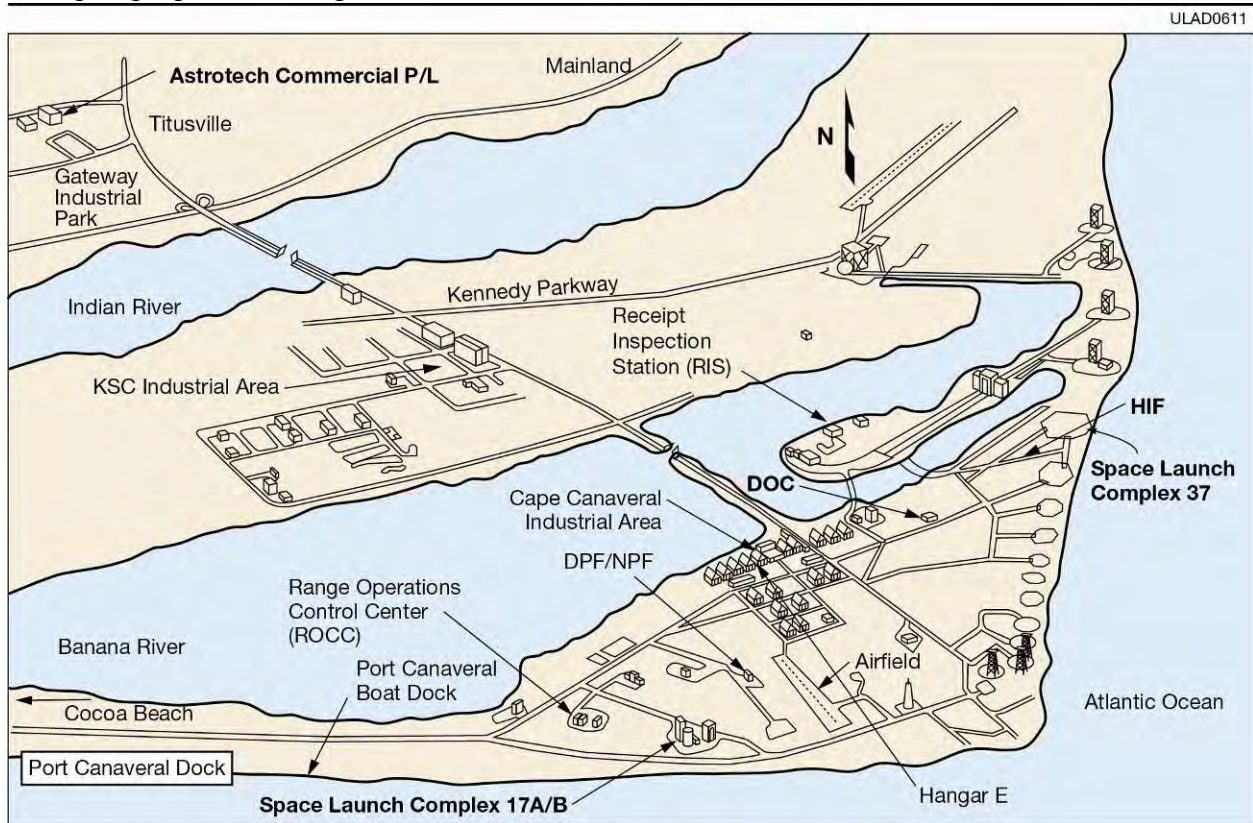 ULAD0611
Astrotech Commercial P/L
Mainland
Titusville
N
Gateway
Industrial
Park
Kennedy Parkway
Indian River
Receipt
Inspection
Station (RIS)
KSC Industrial Area
HIF
Space Launch
Complex 37
DOC
Cape Canaveral
Industrial Area
DPF/NPF
Range Operations
Control Center
(ROCC)
Banana River
Port Canaveral
Boat Dock
Airfield
Atlantic Ocean
Cocoa Beach
Port Canaveral Dock
Hangar E
Space Launch Complex 17A/B